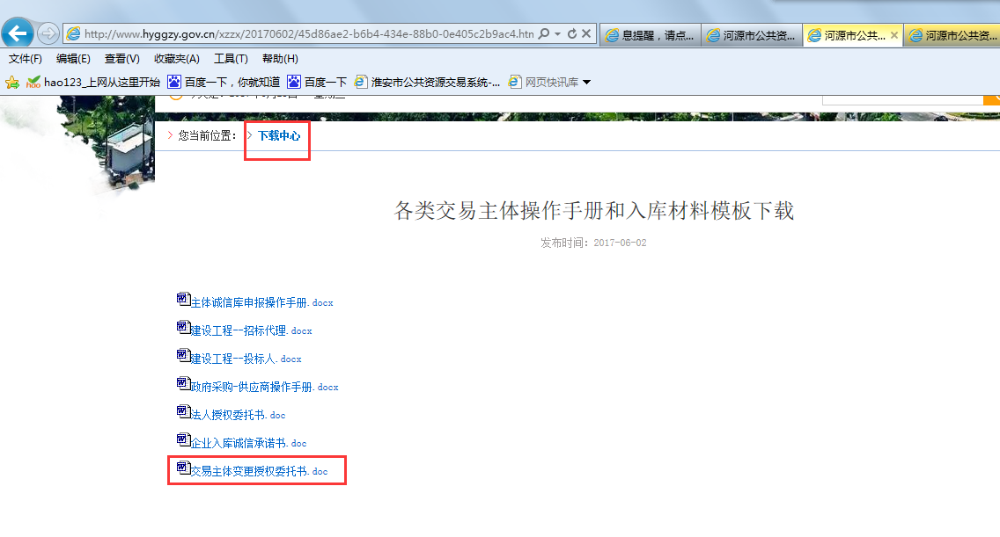 http://www.hyggzy.gov.cn/xzzx/20170602/45d86ae2-b6b4-434e-88b0-0e405c2b9ac4.htn
息提醒，请点...
河源市公共资...
河源市公共...
河源市公共资...
文件(F) 编辑(E) 查看(V) 收藏夹(A) 工具(T) 帮助(H)
hao123_上网从这里开始 百度一下，你就知道 百度一下 淮安市公共资源交易系统-... 网页快讯库
您当前位置： 下载中心
各类交易主体操作手册和入库材料模板下载
发布时间：2017-06-02
主体诚信库申报操作手册.docx
建设工程--招标代理.docx
建设工程--投标人.docx
政府采购-供应商操作手册.docx
法人授权委托书.doc
企业入库诚信承诺书.doc
交易主体变更授权委托书.doc